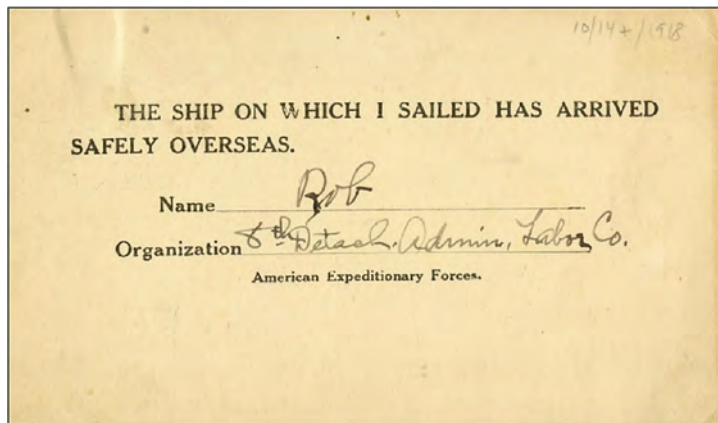 10/14+/1918
THE SHIP ON WHICH I SAILED HAS ARRIVED
SAFELY OVERSEAS.
Name Rob
Organization 8th Detach. Admin. Labor Co.
American Expeditionary Forces.